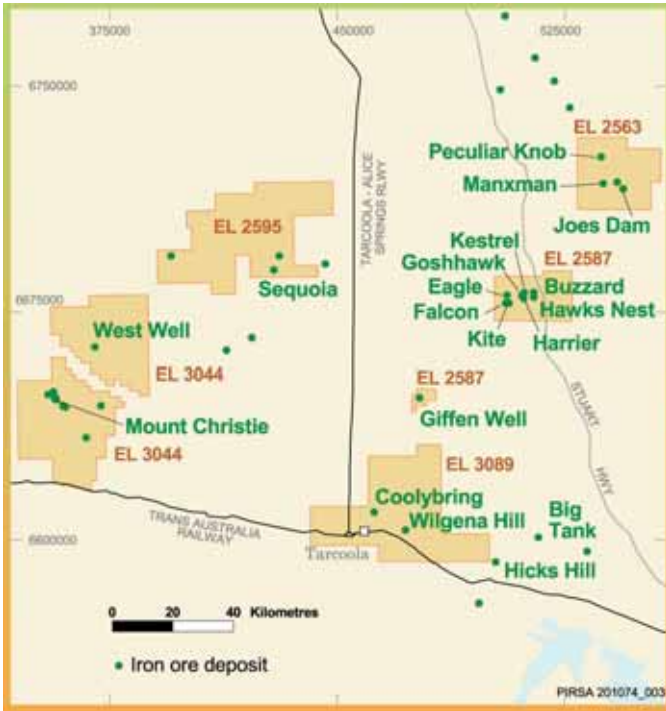 375000
450000
525000
6750000
EL 2563
Peculiar Knob
Manxman
Joes Dam
TARCOOLA - ALICE
SPRINGS RLWY
EL 2595
Sequoia
Kestrel
EL 2587
Goshhawk
Buzzard
Eagle
Hawks Nest
Falcon
Kite
Harrier
6675000
West Well
EL 3044
EL 2587
Giffen Well
STUART
HWY
Mount Christie
EL 3044
EL 3089
Coolybring
Wilgena Hill
Big
Tank
TRANS AUSTRALIA
RAILWAY
6600000
Tarcoola
Hicks Hill
0 20 40 Kilometres
Iron ore deposit
PIRSA 201074_003